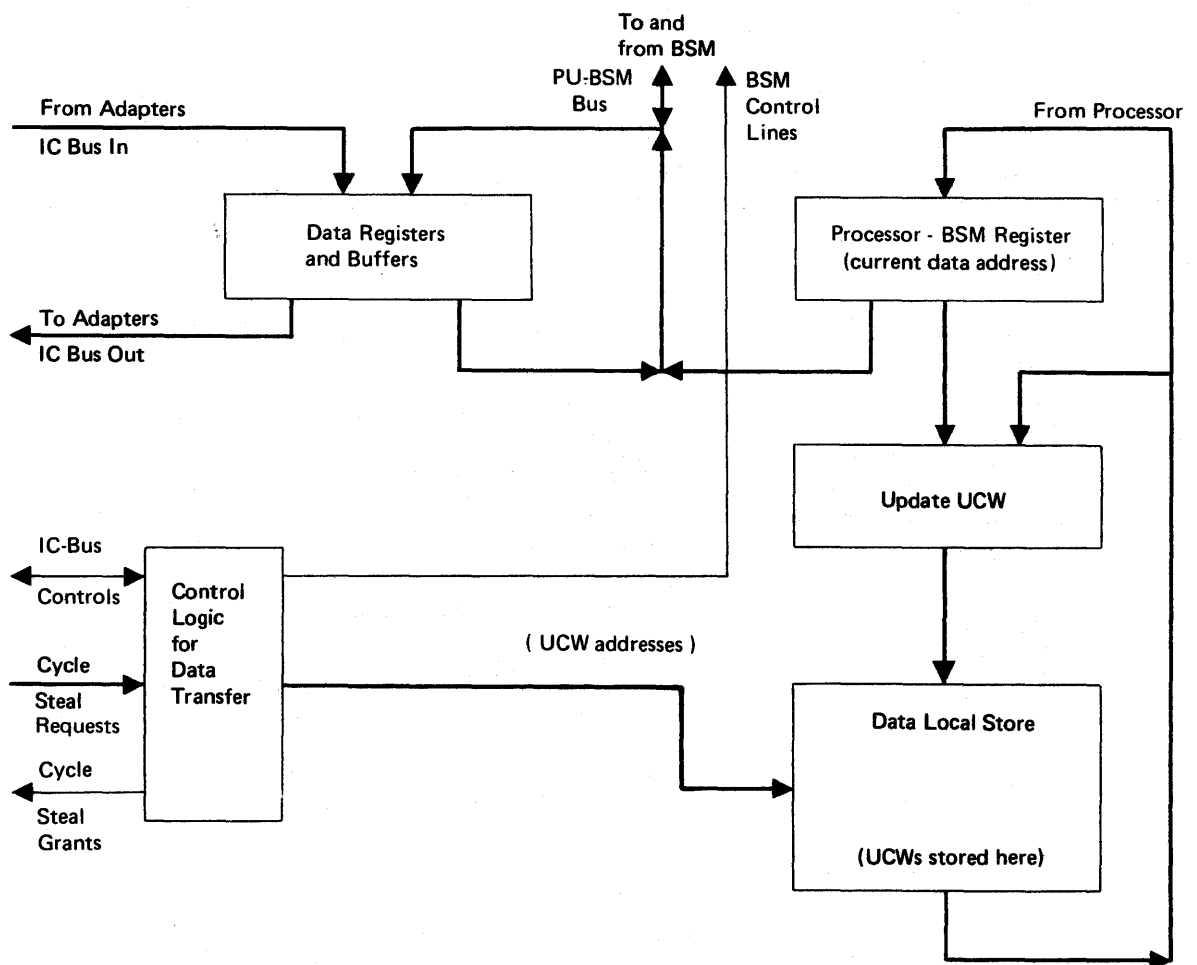 To and
from BSM
PU-BSM
Bus
BSM
Control
Lines
From Adapters
IC Bus In
From Processor
Data Registers
and Buffers
Processor - BSM Register
(current data address)
To Adapters
IC Bus Out
Update UCW
IC-Bus
Controls
Control
Logic
for
Data
Transfer
( UCW addresses )
Cycle
Steal
Requests
Data Local Store
Cycle
Steal
Grants
(UCWs stored here)